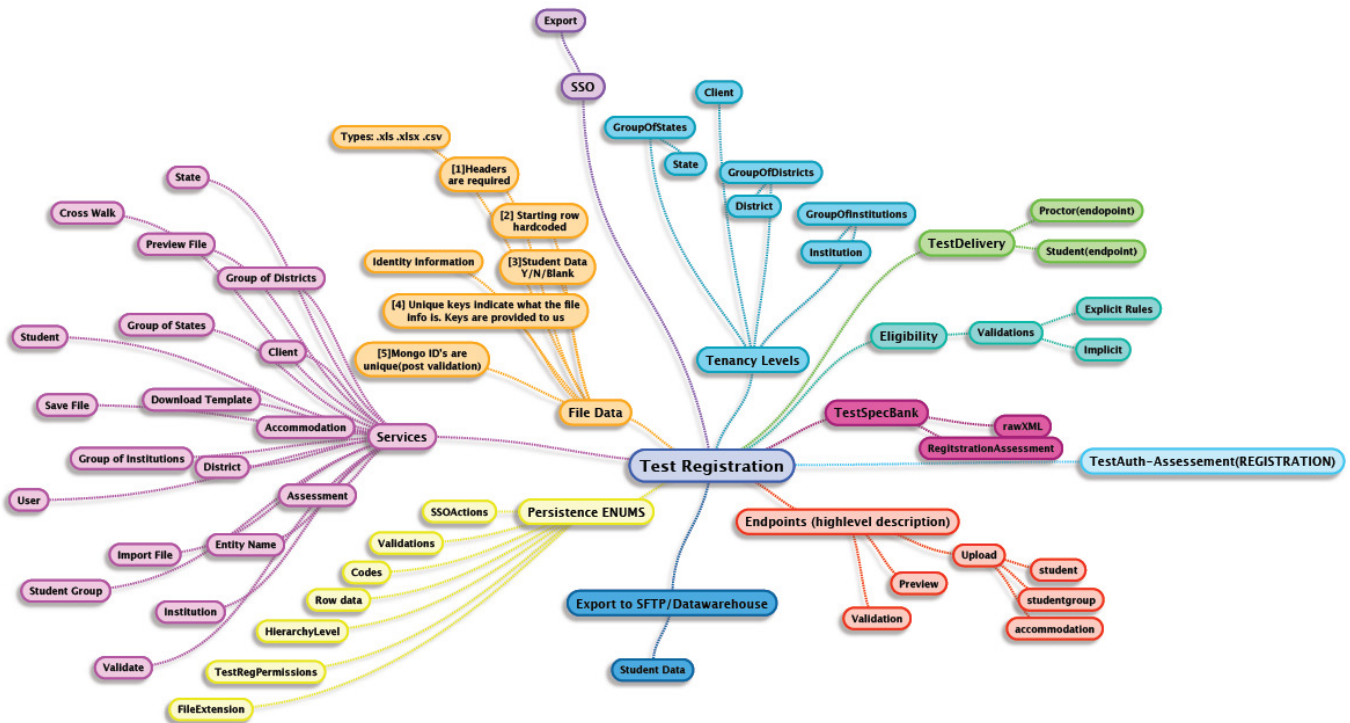 Export
SSO
Client
GroupOfStates
State
GroupOfDistricts
District
GroupOfInstitutions
Institution
Tenancy Levels
Types: .xls .xlsx .csv
[1]Headers
are required
[2] Starting row
hardcoded
[3]Student Data
Y/N/Blank
Identity Information
[4] Unique keys indicate what the file
info is. Keys are provided to us
[5]Mongo ID's are
unique(post validation)
File Data
State
Cross Walk
Preview File
Group of Districts
Group of States
Student
Client
Download Template
Save File
Accommodation
Services
Group of Institutions
District
User
Assessment
Import File
Entity Name
Student Group
Institution
Validate
Test Registration
TestDelivery
Proctor(endopoint)
Student(endpoint)
Eligibility
Validations
Explicit Rules
Implicit
TestSpecBank
rawXML
RegitstrationAssessment
TestAuth-Assessement(REGISTRATION)
Persistence ENUMS
SSOActions
Validations
Codes
Row data
HierarchyLevel
TestRegPermissions
FileExtension
Export to SFTP/Datawarehouse
Student Data
Endpoints (highlevel description)
Upload
student
studentgroup
accommodation
Preview
Validation